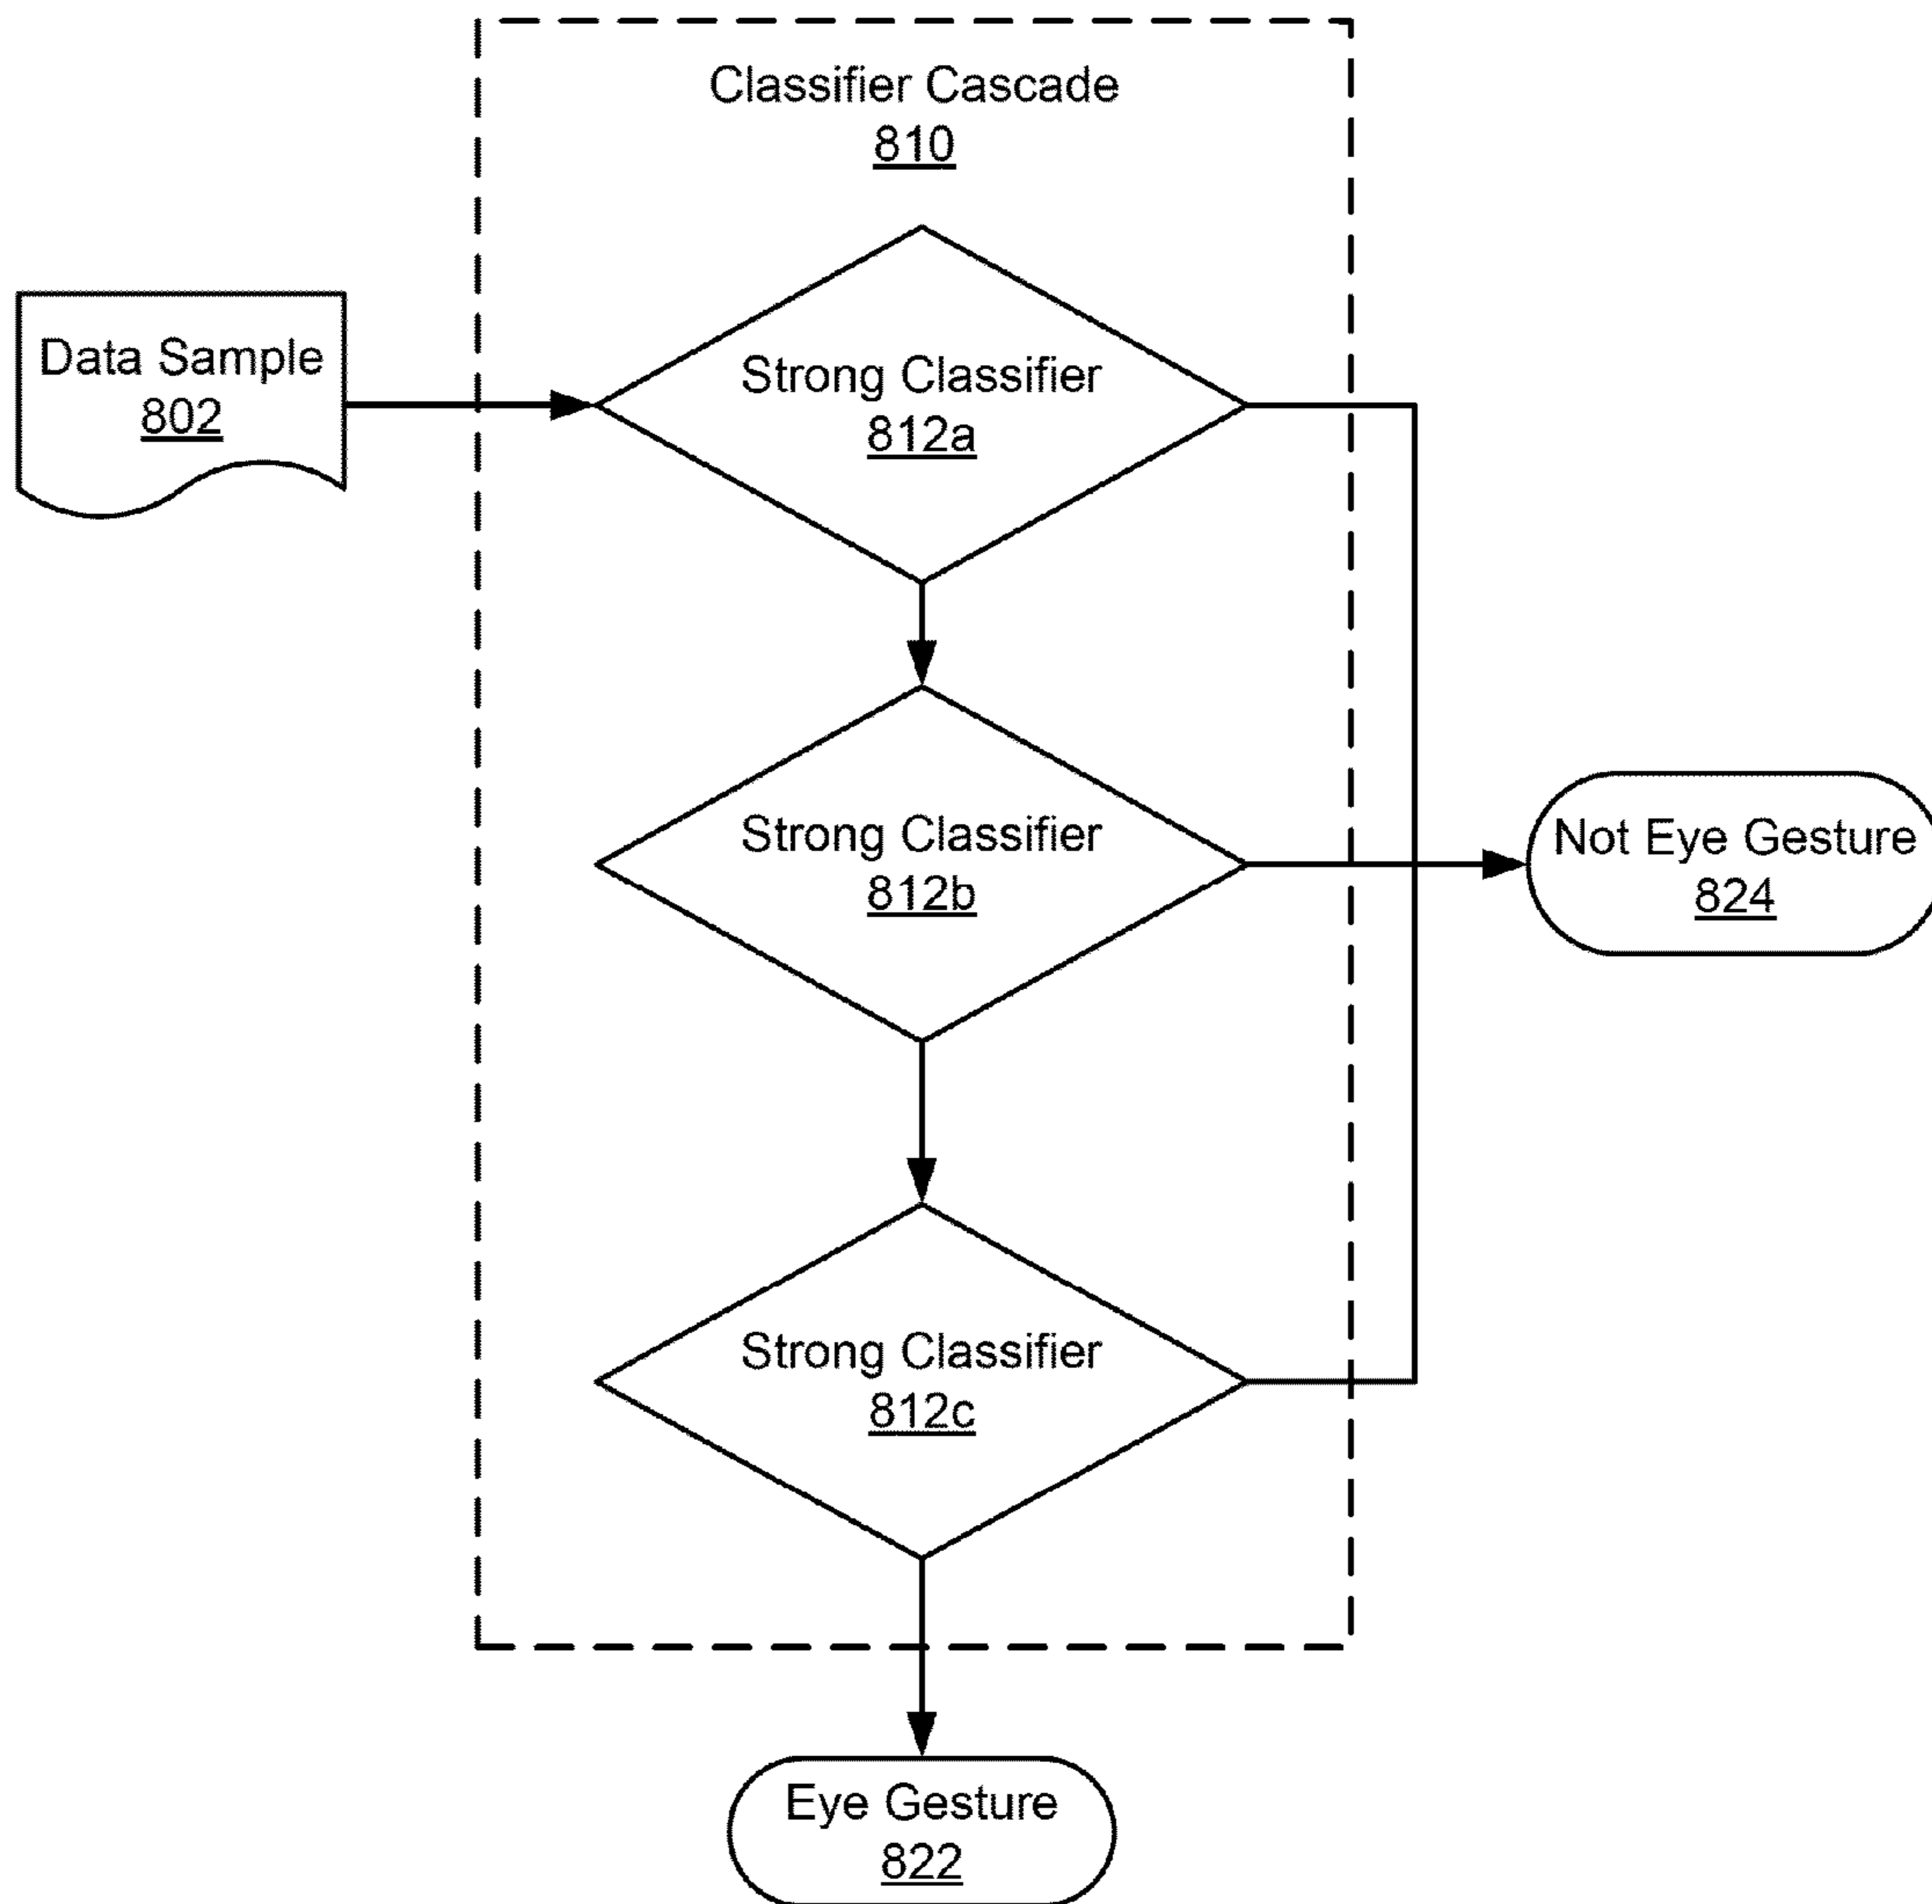 Classifier Cascade
810
Data Sample
802
Strong Classifier
812a
Strong Classifier
812b
Not Eye Gesture
824
Strong Classifier
812c
Eye Gesture
822